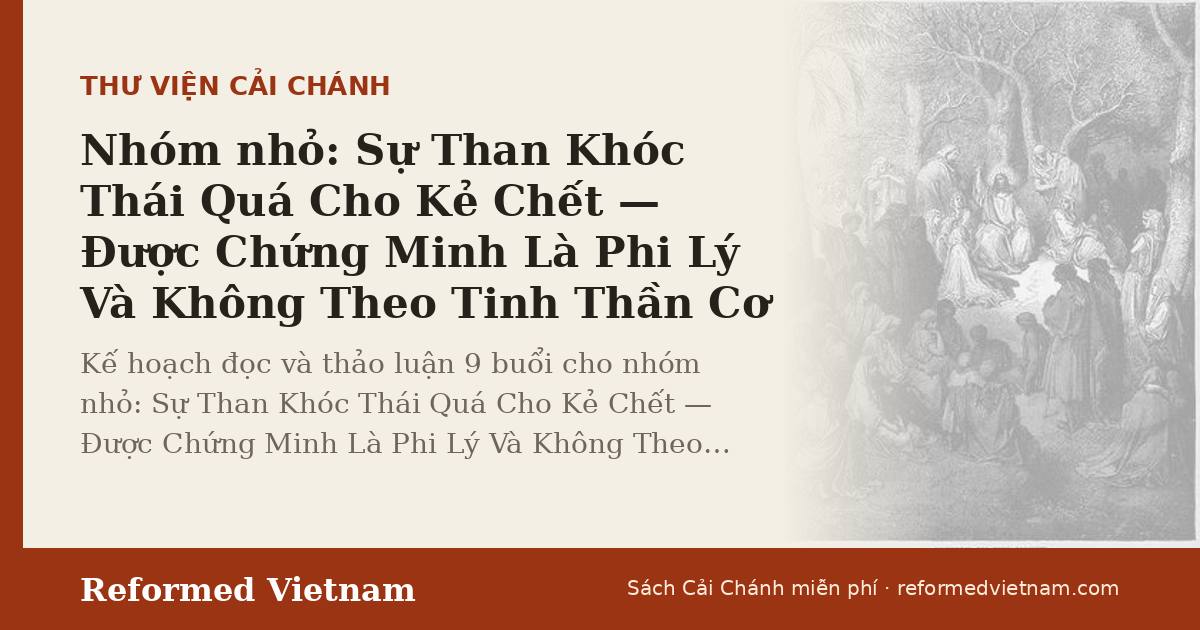 THƯ VIỆN CẢI CHÁNH
Nhóm nhỏ: Sự Than Khóc
Thái Quá Cho Kẻ Chết —
Được Chứng Minh Là Phi Lý
Và Không Theo Tinh Thần Cơ
Kế hoạch đọc và thảo luận 9 buổi cho nhóm
nhỏ: Sự Than Khóc Thái Quá Cho Kẻ Chết —
Được Chứng Minh Là Phi Lý Và Không Theo…
Reformed Vietnam
Sách Cải Chánh miễn phí · reformedvietnam.com